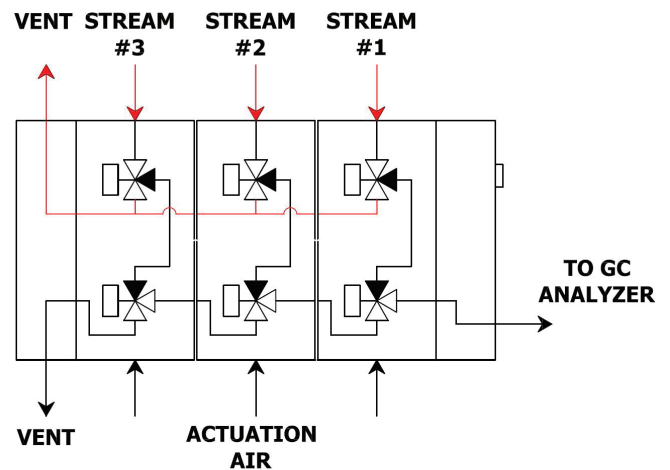 VENT
STREAM
#3
STREAM
#2
STREAM
#1
TO GC
ANALYZER
VENT
ACTUATION
AIR